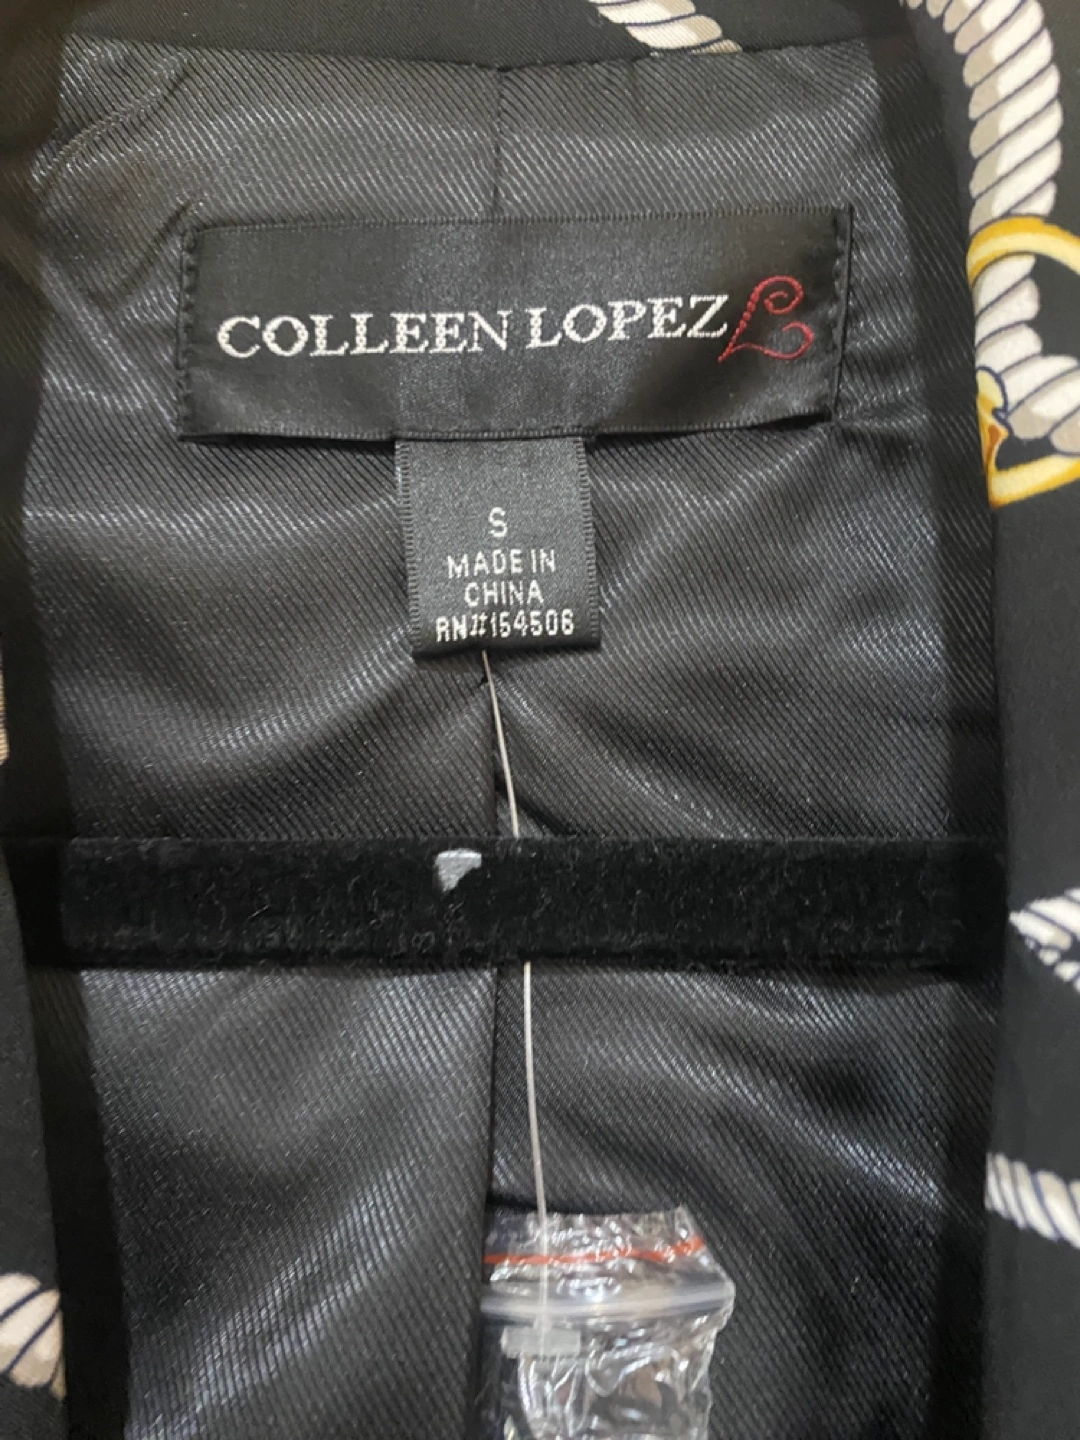 COLLEEN LOPEZ L
S
MADE IN
CHINA
RN#154506